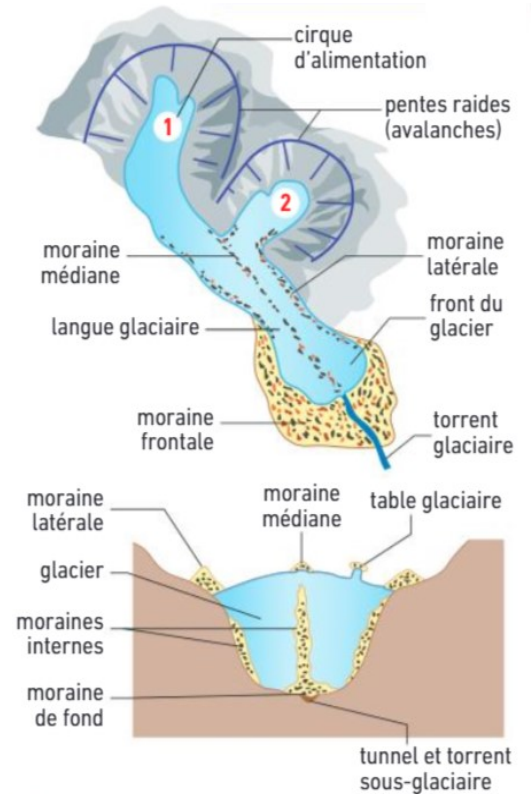 cirque
d'alimentation
1
pentes raides
(avalanches)
2
moraine
médiane
moraine
latérale
langue glaciaire
front du
glacier
moraine
frontale
torrent
glaciaire
moraine
latérale
moraine
médiane
table glaciaire
glacier
moraines
internes
moraine
de fond
tunnel et torrent
sous-glaciaire